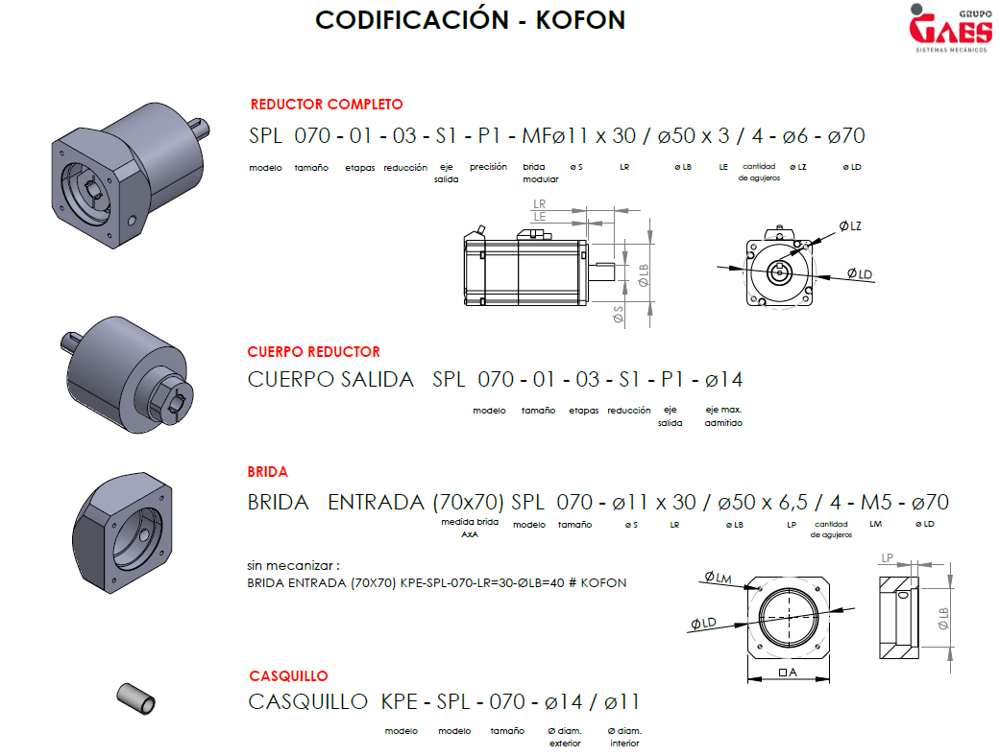 CODIFICACIÓN - KOFON
GRUPO
GAES
SISTEMAS MECÁNICOS
REDUCTOR COMPLETO
SPL 070 - 01 - 03 - S1 - P1 - MFø11 x 30 / ø50 x 3 / 4 - ø6 - ø70
modelo tamaño etapas reducción eje salida precisión brida modular ø S LR ø LB LE cantidad de agujeros ø LZ ø LD
LR
LE
ØS
ØLB
ØLZ
ØLD
CUERPO REDUCTOR
CUERPO SALIDA SPL 070 - 01 - 03 - S1 - P1 - ø14
modelo tamaño etapas reducción eje salida eje max. admitido
BRIDA
BRIDA ENTRADA (70x70) SPL 070 - ø11 x 30 / ø50 x 6,5 / 4 - M5 - ø70
medida brida AxA modelo tamaño ø S LR ø LB LP cantidad de agujeros LM ø LD
sin mecanizar :
BRIDA ENTRADA (70X70) KPE-SPL-070-LR=30-ØLB=40 # KOFON
ØLM
ØLD
□A
LP
ØLB
CASQUILLO
CASQUILLO KPE - SPL - 070 - ø14 / ø11
modelo modelo tamaño Ø diam. exterior Ø diam. interior